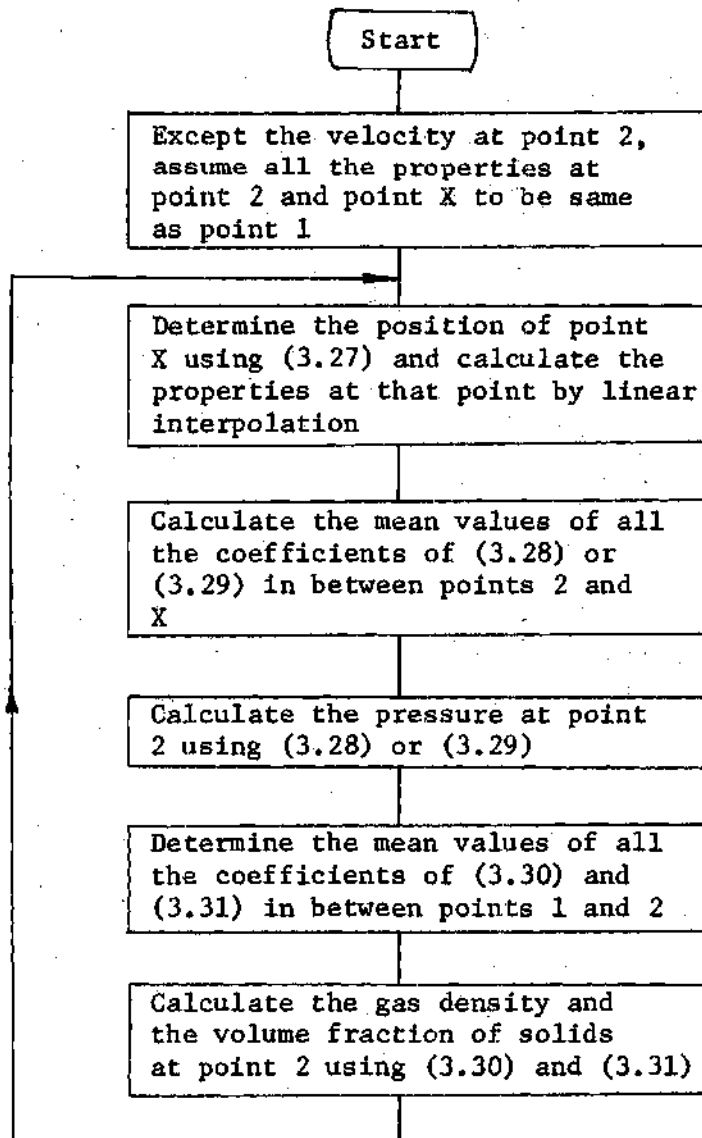 Start
Except the velocity at point 2,
assume all the properties at
point 2 and point X to be same
as point 1
Determine the position of point
X using (3.27) and calculate the
properties at that point by linear
interpolation
Calculate the mean values of all
the coefficients of (3.28) or
(3.29) in between points 2 and
X
Calculate the pressure at point
2 using (3.28) or (3.29)
Determine the mean values of all
the coefficients of (3.30) and
(3.31) in between points 1 and 2
Calculate the gas density and
the volume fraction of solids
at point 2 using (3.30) and (3.31)